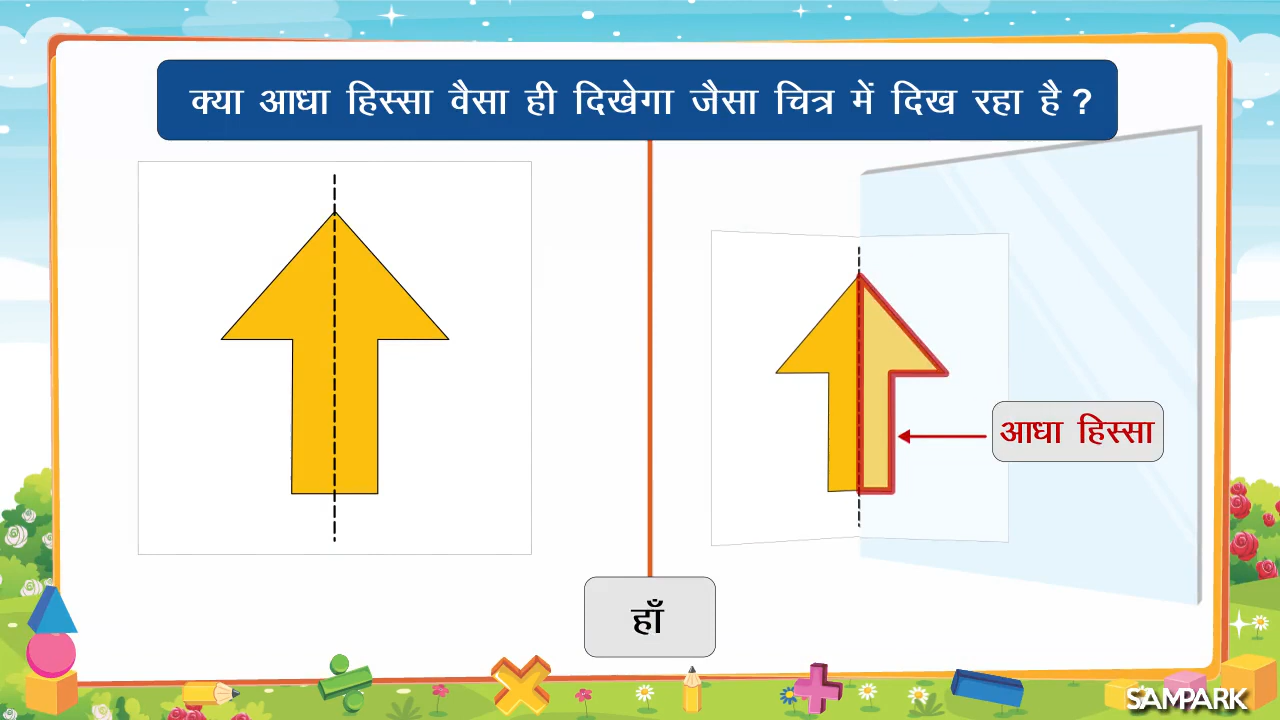 क्या आधा हिस्सा वैसा ही दिखेगा जैसा चित्र में दिख रहा है ?
आधा हिस्सा
हाँ
SAMPARK